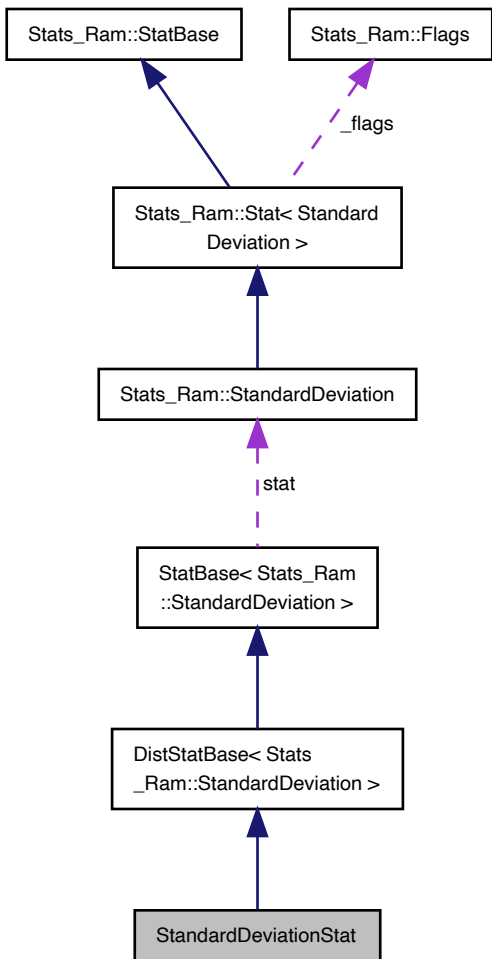 Stats_Ram::StatBase
Stats_Ram::Flags
_flags
Stats_Ram::Stat< Standard
Deviation >
Stats_Ram::StandardDeviation
stat
StatBase< Stats_Ram
::StandardDeviation >
DistStatBase< Stats
_Ram::StandardDeviation >
StandardDeviationStat